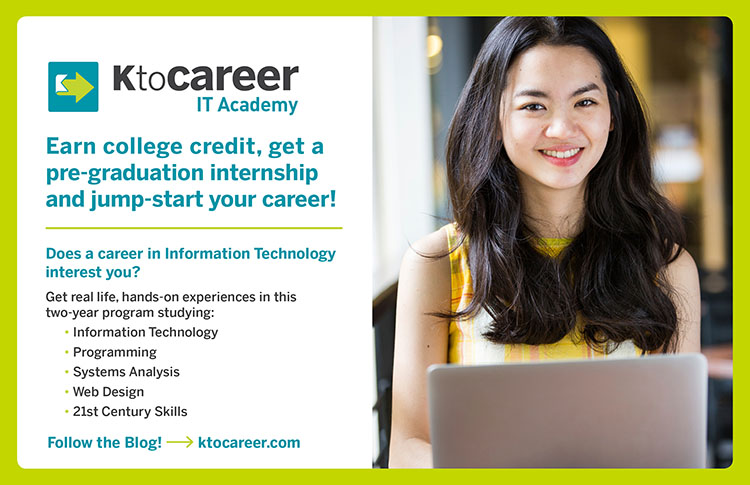 KtoCareer
IT Academy
Earn college credit, get a
pre-graduation internship
and jump-start your career!
Does a career in Information Technology
interest you?
Get real life, hands-on experiences in this
two-year program studying:
• Information Technology
• Programming
• Systems Analysis
• Web Design
• 21st Century Skills
Follow the Blog! → ktocareer.com